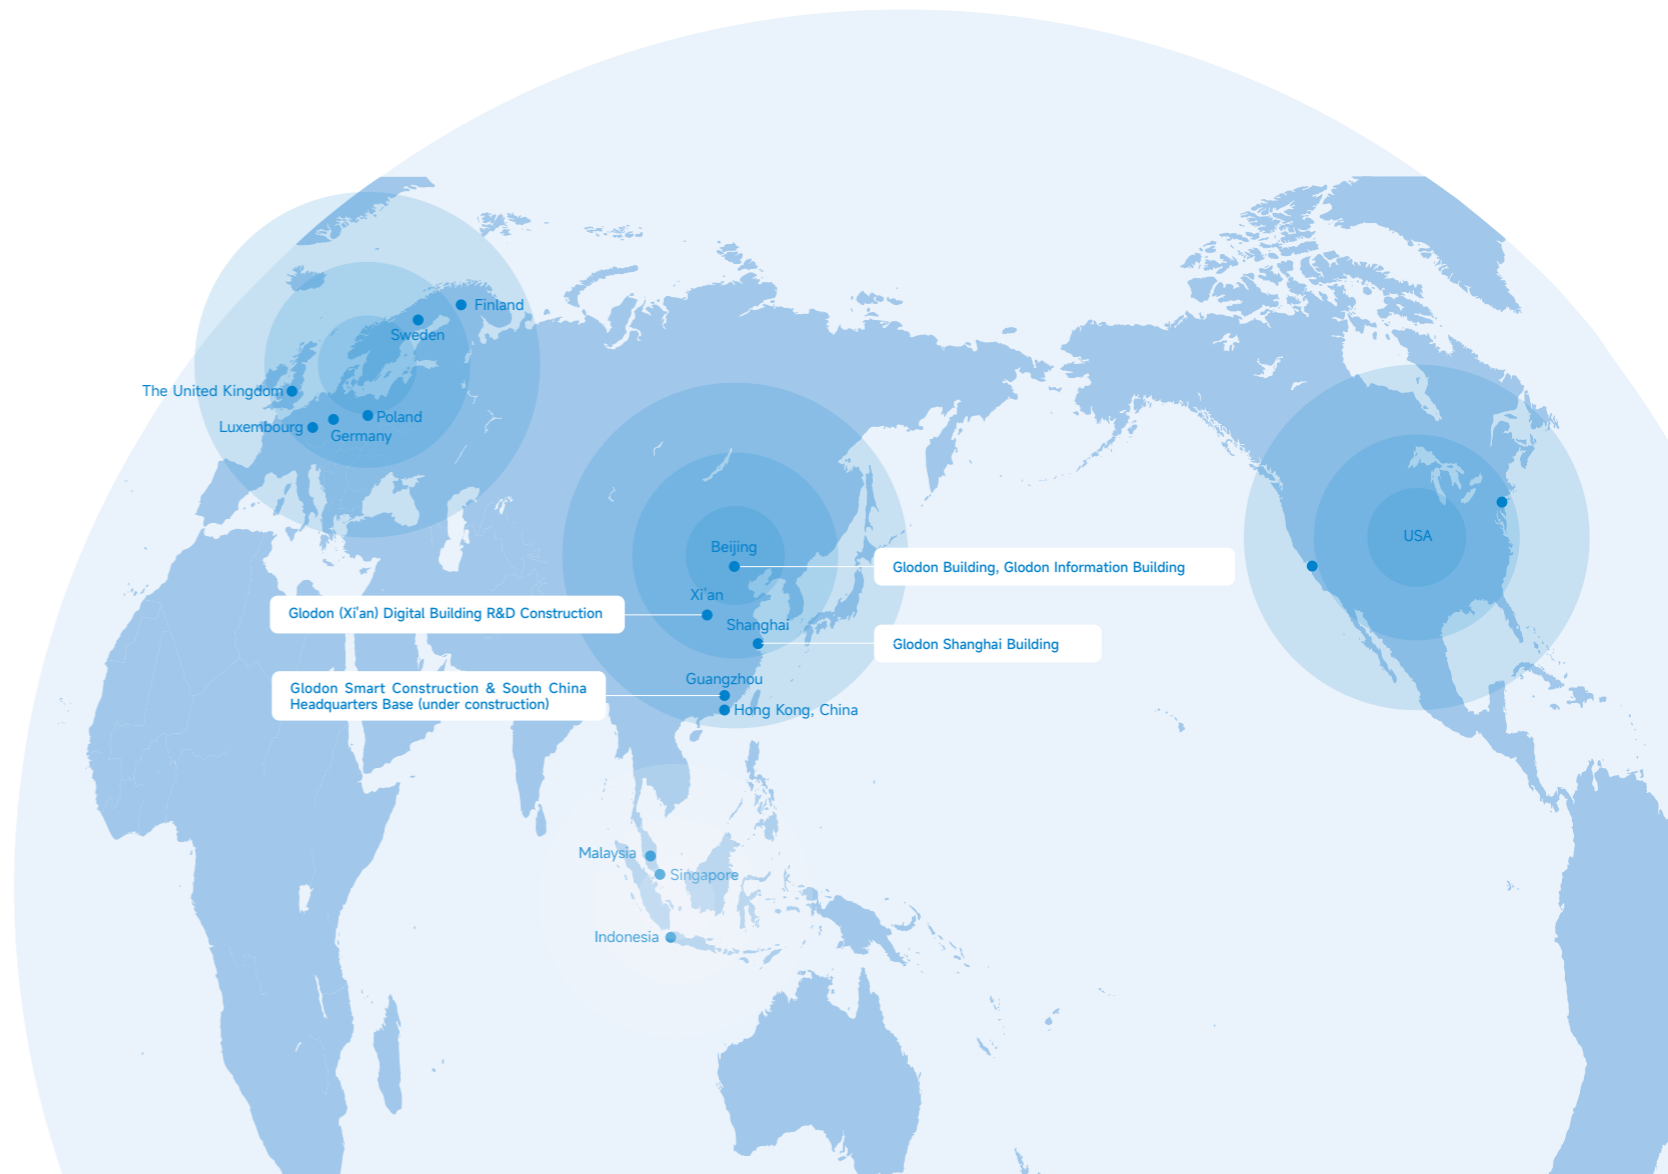 Finland
Sweden
The United Kingdom
Poland
Luxembourg
Germany
USA
Beijing
Glodon Building, Glodon Information Building
Xi'an
Glodon (Xi'an) Digital Building R&D Construction
Shanghai
Glodon Shanghai Building
Guangzhou
Glodon Smart Construction & South China
Headquarters Base (under construction)
Hong Kong, China
Malaysia
Singapore
Indonesia